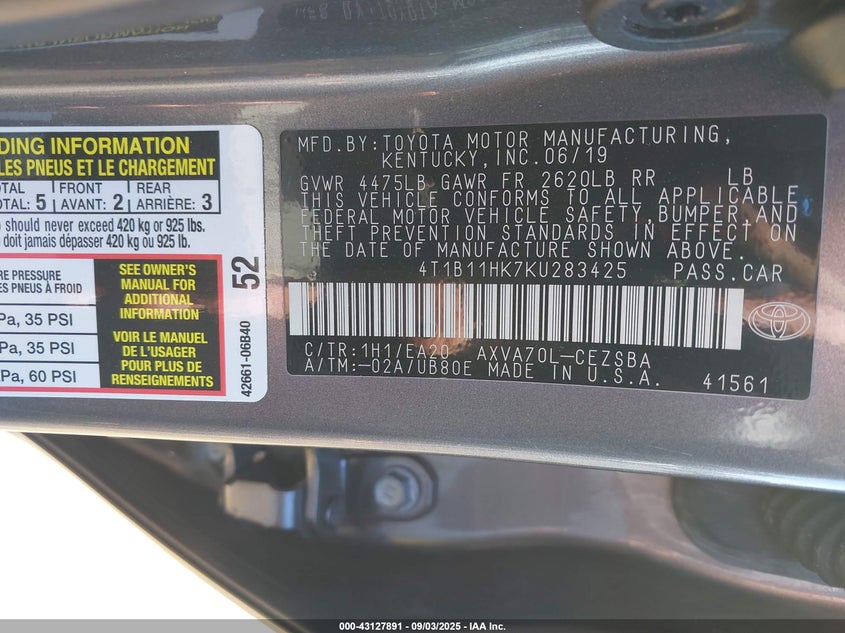 DING INFORMATION
LES PNEUS ET LE CHARGEMENT
TOTAL 5 FRONT AVANT: 2 REAR ARRIÈRE: 3
should never exceed 420 kg or 925 lbs.
doit jamais dépasser 420 kg ou 925 lb.
PRESSURE
PNEUS À FROID
Pa, 35 PSI
Pa, 35 PSI
Pa, 60 PSI
SEE OWNER'S
MANUAL FOR
ADDITIONAL
INFORMATION
VOIR LE MANUEL
DE L'USAGER
POUR PLUS DE
RENSEIGNEMENTS
52
42661-06B40
MFD.BY:TOYOTA MOTOR MANUFACTURING,
KENTUCKY,INC.06/19
GVWR 4475LB GAWR FR 2620LB RR LB
THIS VEHICLE CONFORMS TO ALL APPLICABLE
FEDERAL MOTOR VEHICLE SAFETY,BUMPER,AND
THEFT PREVENTION STANDARDS IN EFFECT ON
THE DATE OF MANUFACTURE SHOWN ABOVE.
4T1B11HK7KU283425 PASS.CAR
C/TR:1H1/EA20 AXVA70L-CEZSBA
A/TM:-02A/UB80E MADE IN U.S.A. 41561
000-43127891 - 09/03/2025 - IAA Inc.